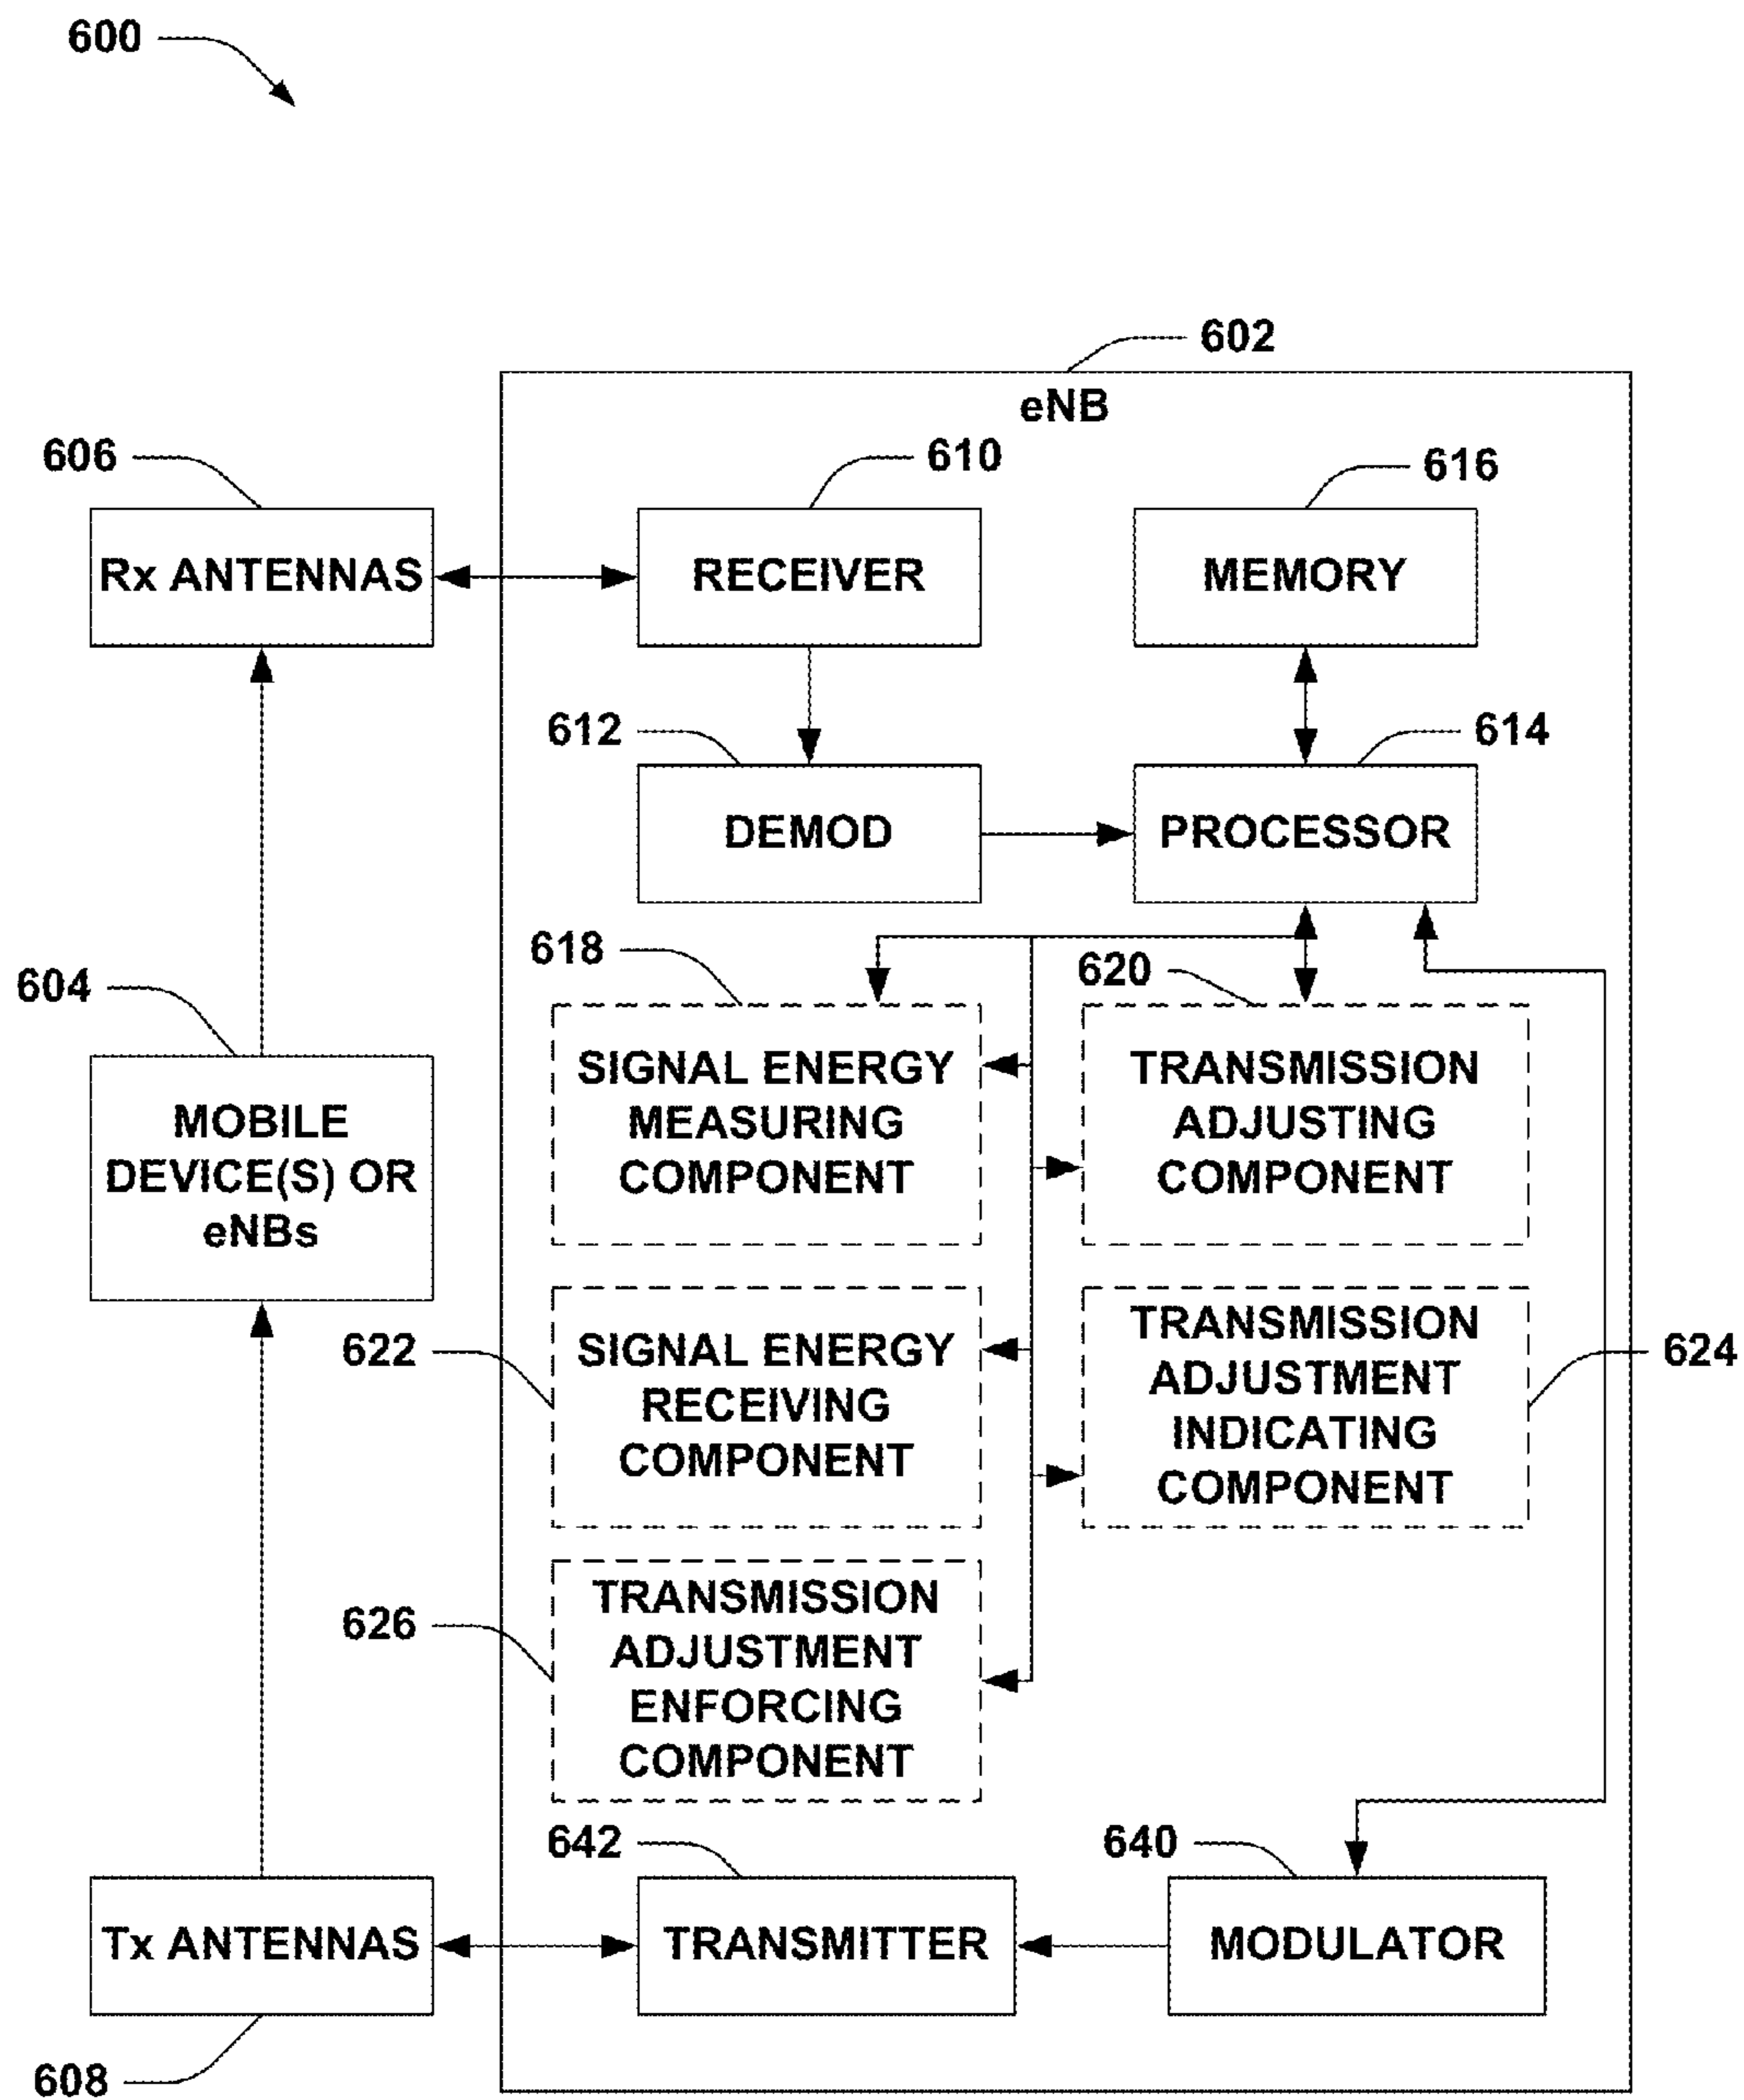 600
602
eNB
606
610
616
Rx ANTENNAS
RECEIVER
MEMORY
612
614
DEMOD
PROCESSOR
618
620
604
SIGNAL ENERGY
MEASURING
COMPONENT
TRANSMISSION
ADJUSTING
COMPONENT
MOBILE
DEVICE(S) OR
eNBs
622
SIGNAL ENERGY
RECEIVING
COMPONENT
TRANSMISSION
ADJUSTMENT
INDICATING
COMPONENT
624
626
TRANSMISSION
ADJUSTMENT
ENFORCING
COMPONENT
642
640
Tx ANTENNAS
TRANSMITTER
MODULATOR
608